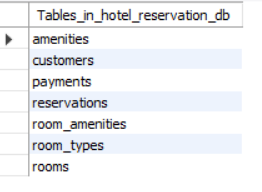 Tables_in_hotel_reservation_db
amenities
customers
payments
reservations
room_amenities
room_types
rooms